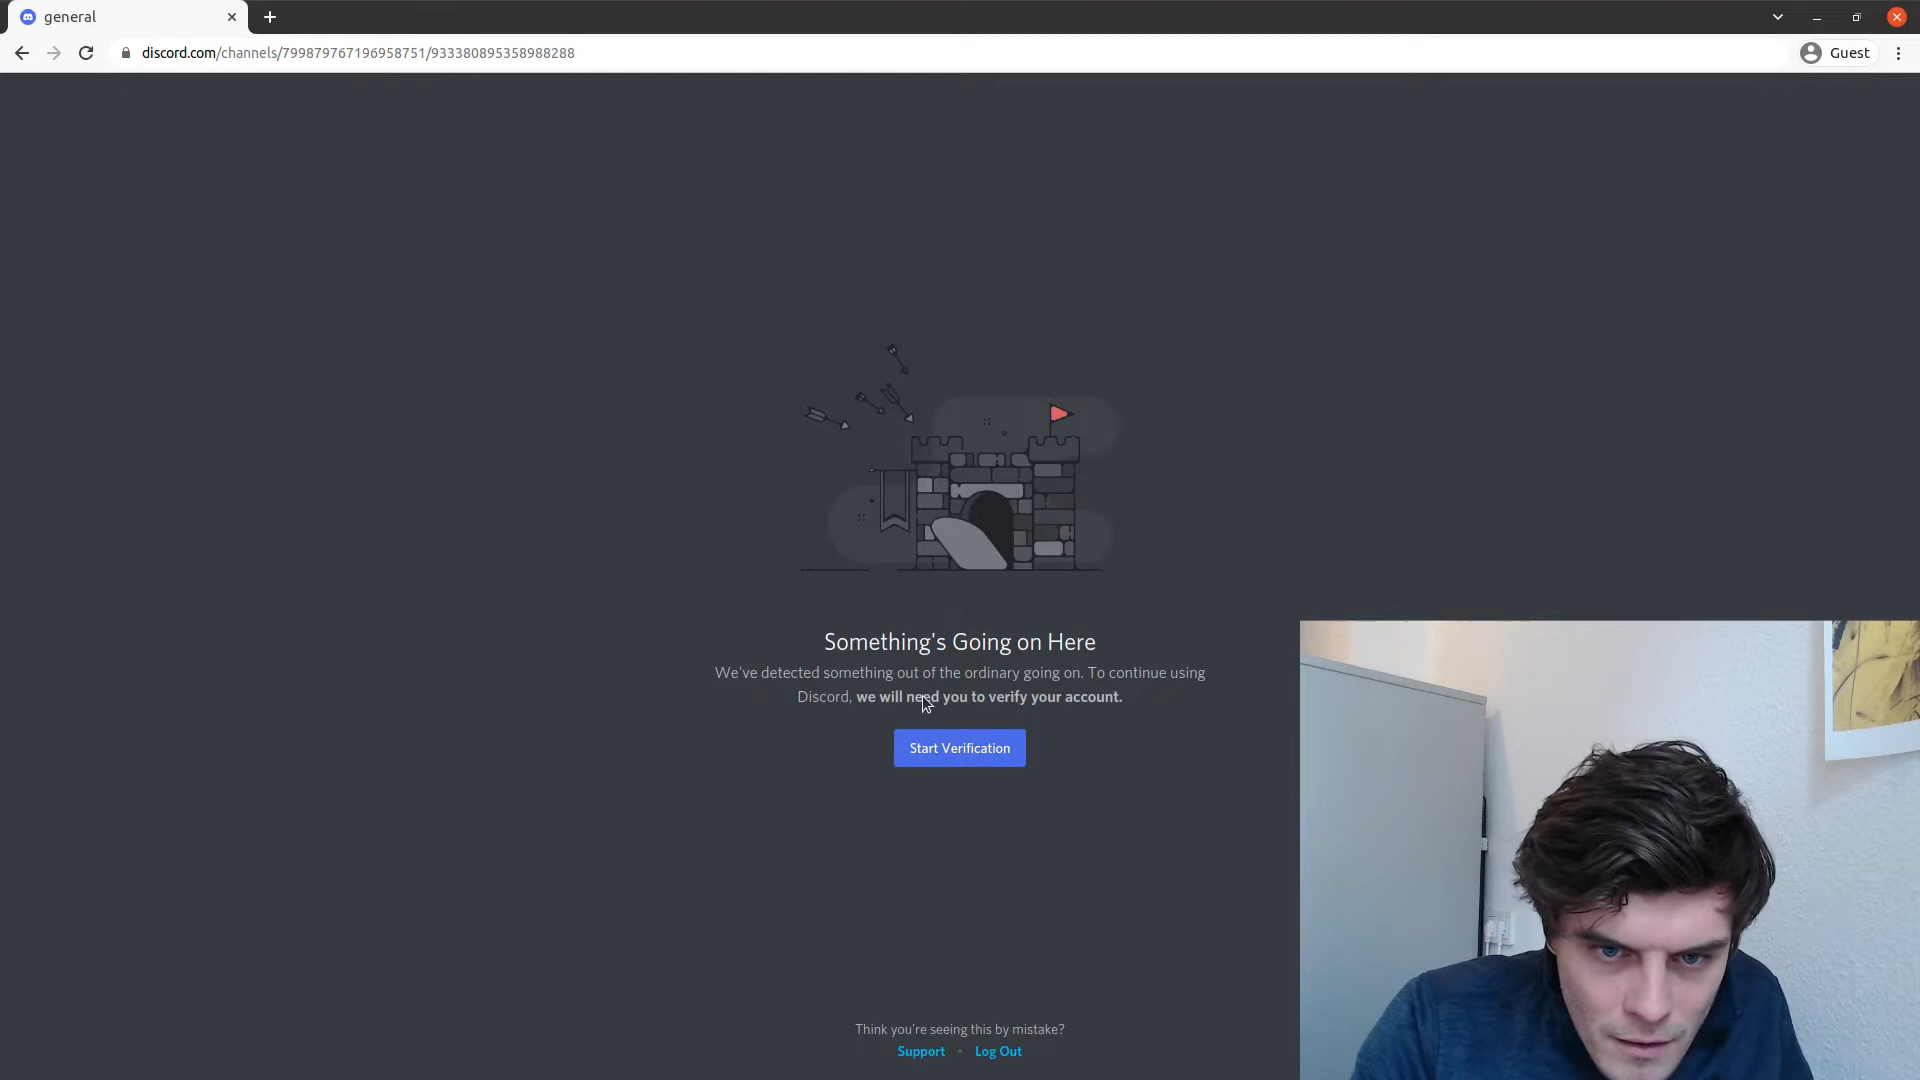 general
discord.com/channels/799879767196958751/933380895358988288
Guest
Something's Going on Here
We've detected something out of the ordinary going on. To continue using
Discord, we will need you to verify your account.
Start Verification
Think you're seeing this by mistake?
Support • Log Out